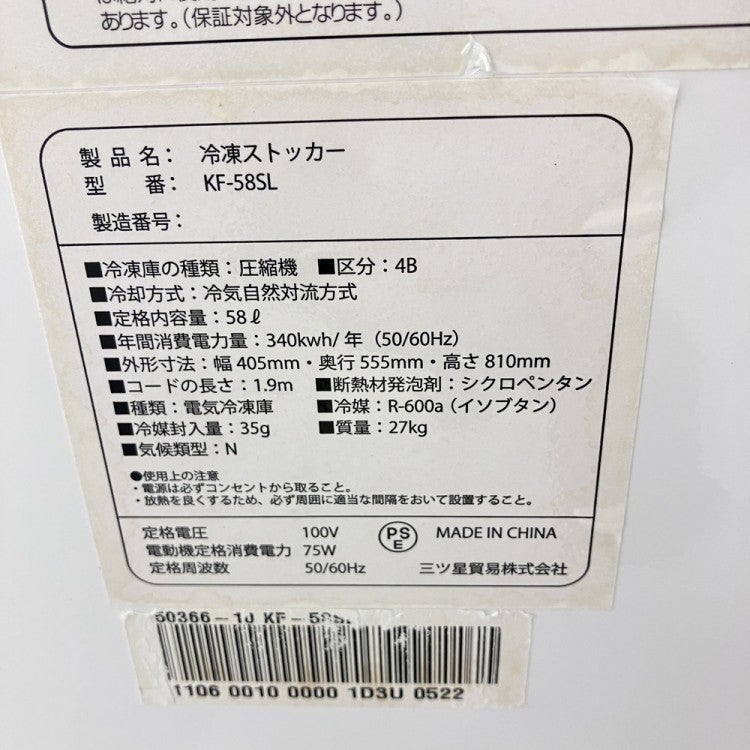 あります。(保証対象外となります。)
製品名： 冷凍ストッカー
型 番： KF-58SL
製造番号：
■冷凍庫の種類：圧縮機 ■区分：4B
■冷却方式：冷気自然対流方式
■定格内容量：58ℓ
■年間消費電力量：340kwh/ 年（50/60Hz）
■外形寸法：幅 405mm・奥行 555mm・高さ 810mm
■コードの長さ：1.9m ■断熱材発泡剤：シクロペンタン
■種類：電気冷凍庫 ■冷媒：R-600a（イソブタン）
■冷媒封入量：35g ■質量：27kg
■気候類型：N
●使用上の注意
・電源は必ずコンセントから取ること。
・放熱を良くするため、必ず周囲に適当な間隔をおいて設置すること。
定格電圧 100V PSE MADE IN CHINA
電動機定格消費電力 75W
定格周波数 50/60Hz 三ツ星貿易株式会社
50366-1J KF-58SL
1106 0010 0000 1D3U 0522